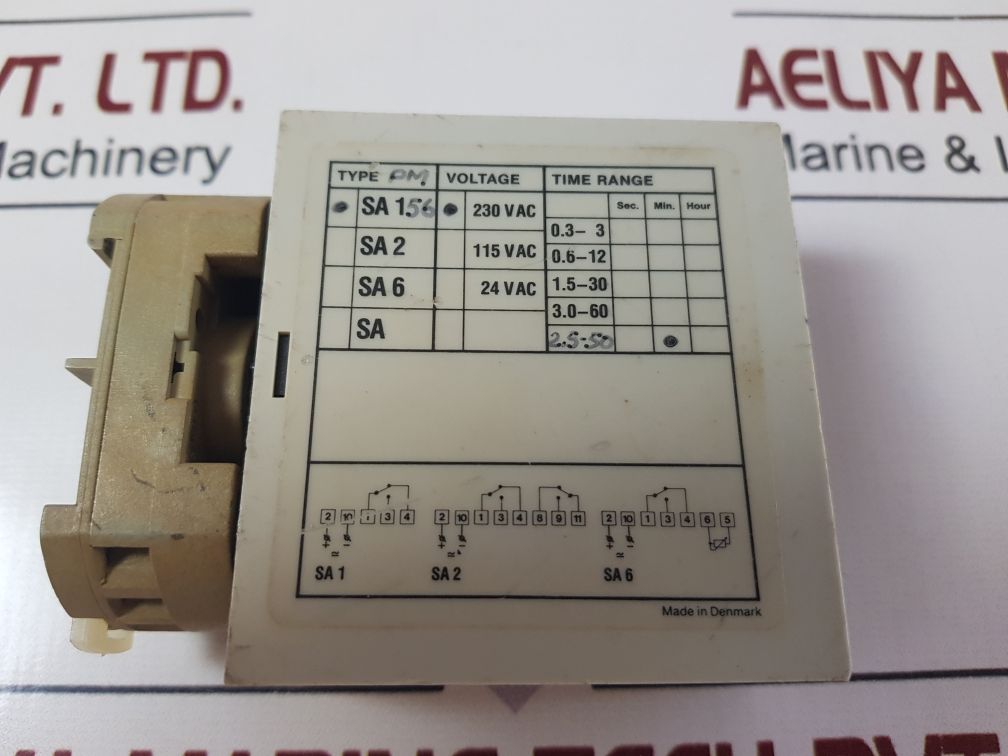 VT. LTD.
Machinery
AELIYA M
Marine & I
TYPE PM. VOLTAGE TIME RANGE
Sec. Min. Hour
SA 1.56 230 VAC
SA 2 115 VAC
SA 6 24 VAC
SA
0.3– 3
0.6–12
1.5–30
3.0–60
2.5-50
2 10 1 3 4 2 10 1 3 4 8 9 11 2 10 1 3 4 6 5
+ - + - + -
SA 1 SA 2 SA 6
Made in Denmark